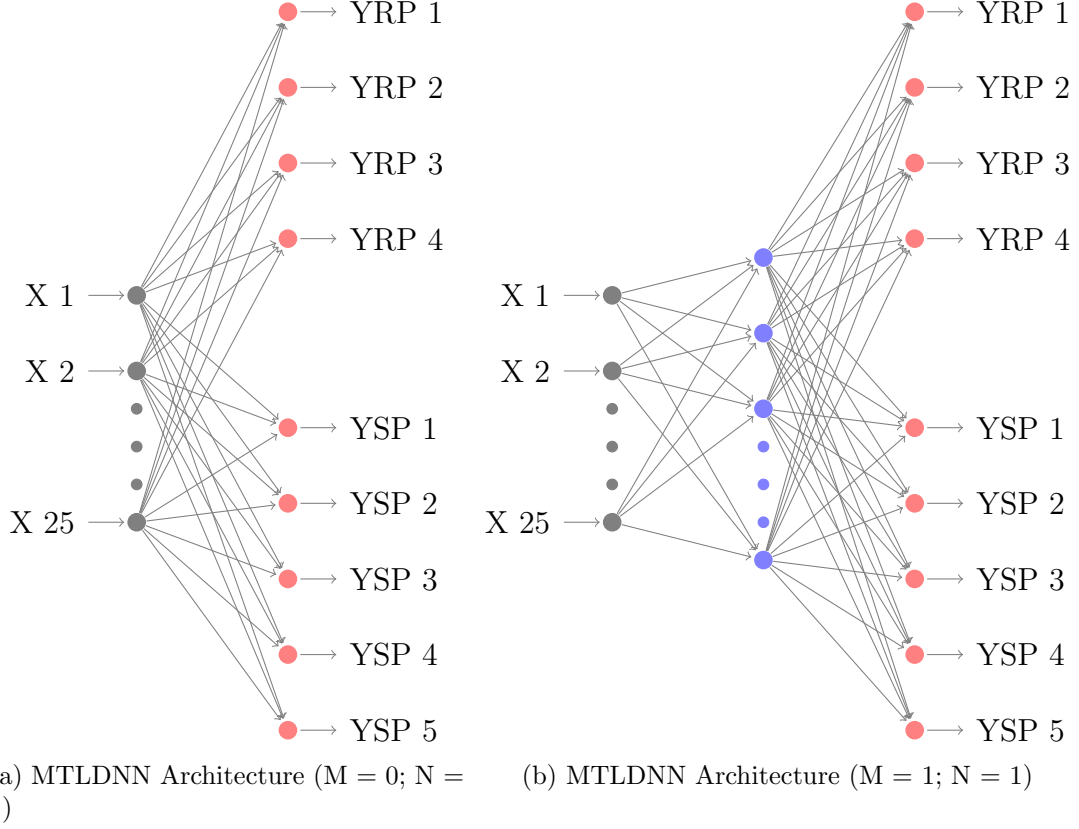 YRP 1
YRP 2
YRP 3
YRP 4
X 1
X 2
X 25
YSP 1
YSP 2
YSP 3
YSP 4
YSP 5
a) MTLDNN Architecture (M = 0; N =
)
YRP 1
YRP 2
YRP 3
YRP 4
X 1
X 2
X 25
YSP 1
YSP 2
YSP 3
YSP 4
YSP 5
(b) MTLDNN Architecture (M = 1; N = 1)